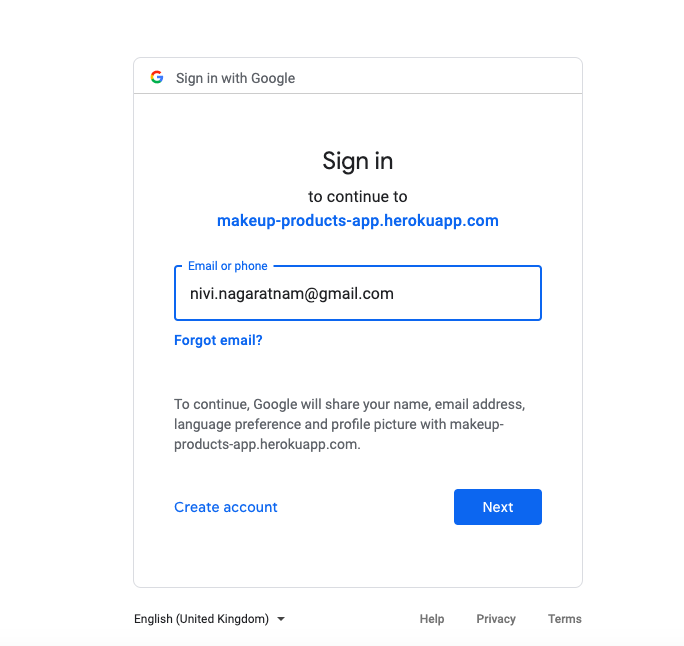 Sign in with Google
Sign in
to continue to
makeup-products-app.herokuapp.com
Email or phone
nivi.nagaratnam@gmail.com
Forgot email?
To continue, Google will share your name, email address,
language preference and profile picture with makeup-
products-app.herokuapp.com.
Create account Next
English (United Kingdom) Help Privacy Terms